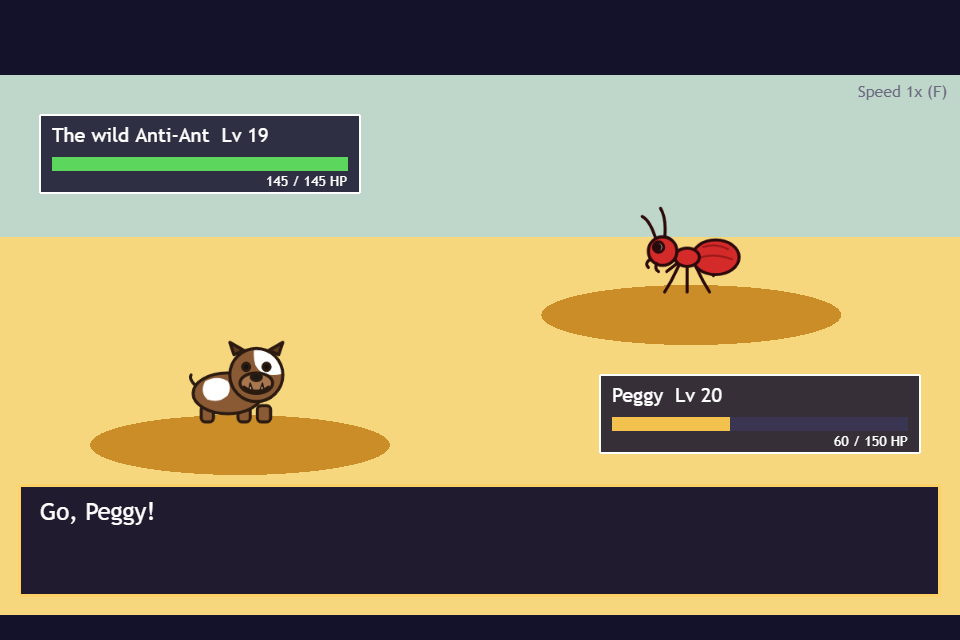 Speed 1x (F)
The wild Anti-Ant Lv 19
145 / 145 HP
Peggy Lv 20
60 / 150 HP
Go, Peggy!